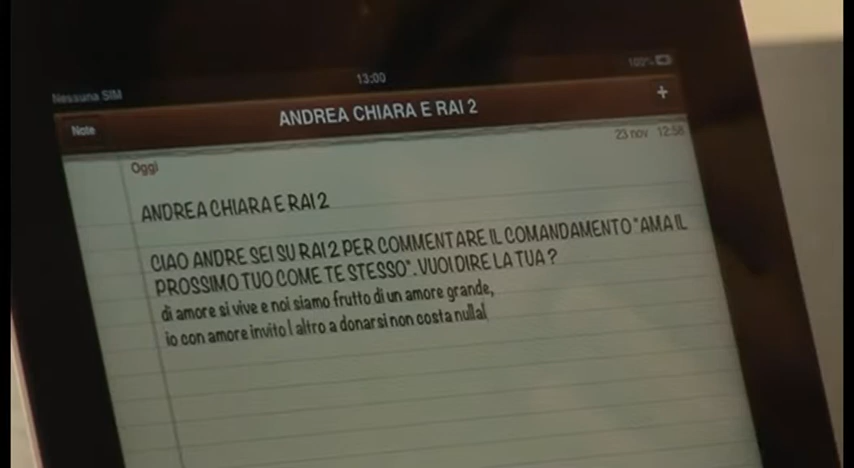 Nessuna SIM 13:00 100%
Note ANDREA CHIARA E RAI 2 +
Oggi 23 nov 12:58
ANDREA CHIARA E RAI 2
CIAO ANDRE SEI SU RAI 2 PER COMMENTARE IL COMANDAMENTO "AMA IL
PROSSIMO TUO COME TE STESSO". VUOI DIRE LA TUA ?
di amore si vive e noi siamo frutto di un amore grande,
io con amore invito l altro a donarsi non costa nullal